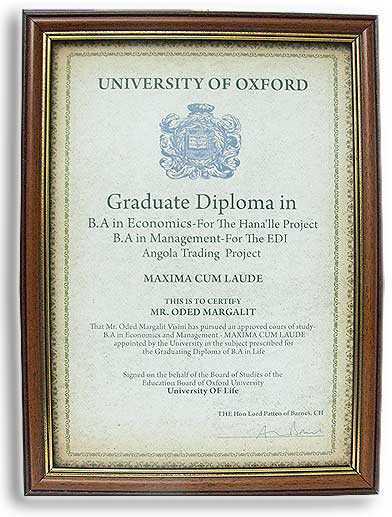 UNIVERSITY OF OXFORD
Graduate Diploma in
B.A in Economics-For The Hana'lle Project
B.A in Management-For The EDI
Angola Trading Project
MAXIMA CUM LAUDE
THIS IS TO CERTIFY
MR. ODED MARGALIT
That Mr. Oded Margalit Visini has pursued an approved cours of study-
B.A in Economics and Management - MAXIMA CUM LAUDE
appointed by the University in the subject prescribed for
the Graduating Diploma of B.A in Life
Signed on the behalf of the Board of Studies of the
Education Board of Oxford University
University OF Life
THE Hon Lord Patten of Barnes, CH